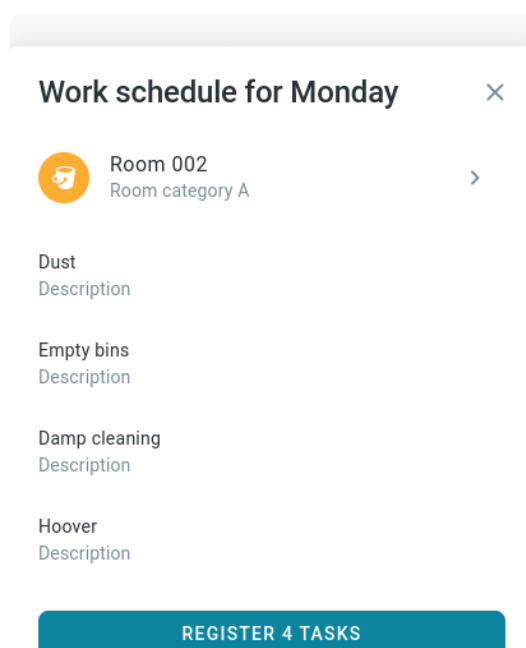 Work schedule for Monday
Room 002
Room category A
Dust
Description
Empty bins
Description
Damp cleaning
Description
Hoover
Description
REGISTER 4 TASKS